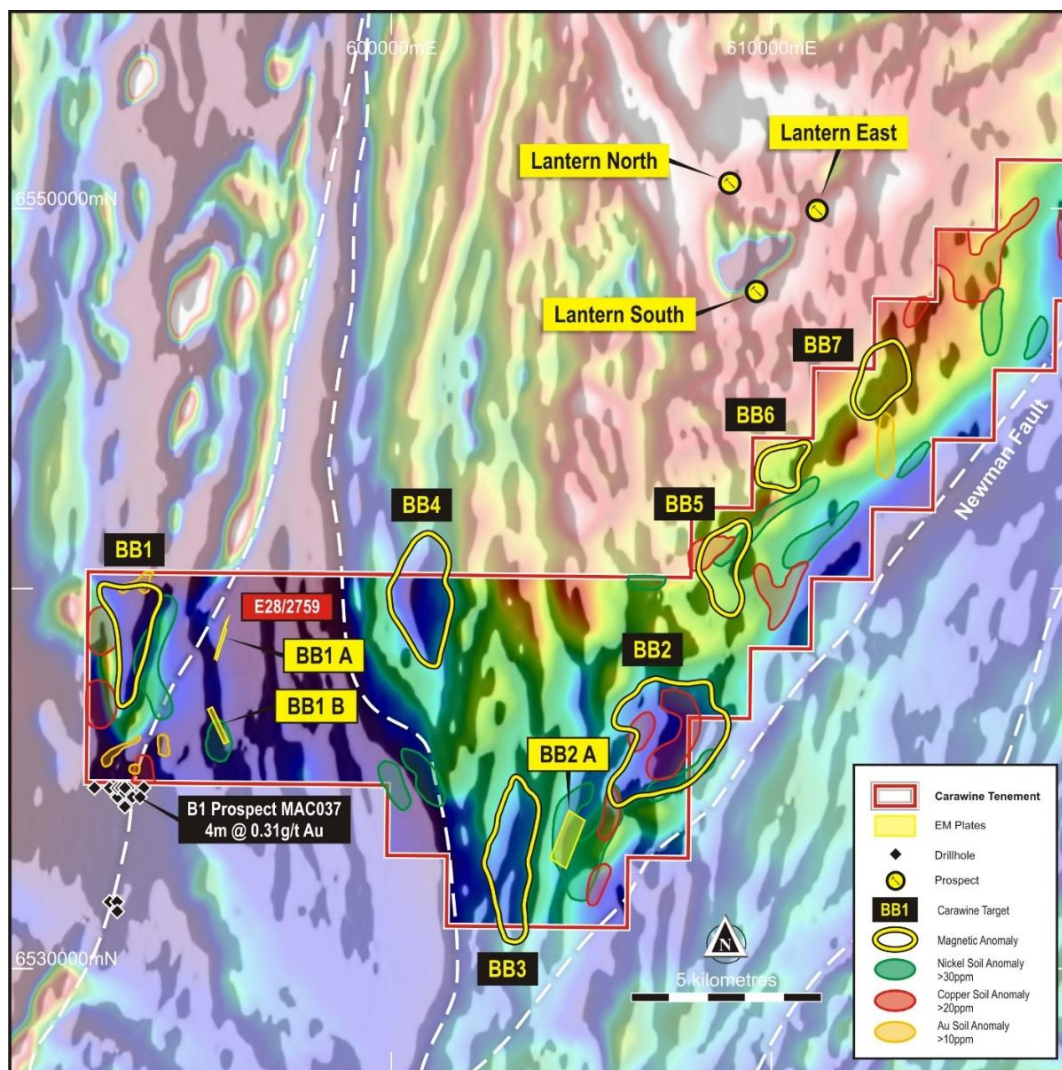 600000mE
610000mE
Lantern East
Lantern North
6550000mN
Lantern South
BB7
BB6
Newman Fault
BB5
BB4
BB1
E28/2759
BB1 A
BB2
BB1 B
BB2 A
B1 Prospect MAC037
4m @ 0.31g/t Au
BB3
6530000mN
N
5 kilometres
Carawine Tenement
EM Plates
Drillhole
Prospect
BB1
Carawine Target
Magnetic Anomaly
Nickel Soil Anomaly
>30ppm
Copper Soil Anomaly
>20ppm
Au Soil Anomaly
>10ppm